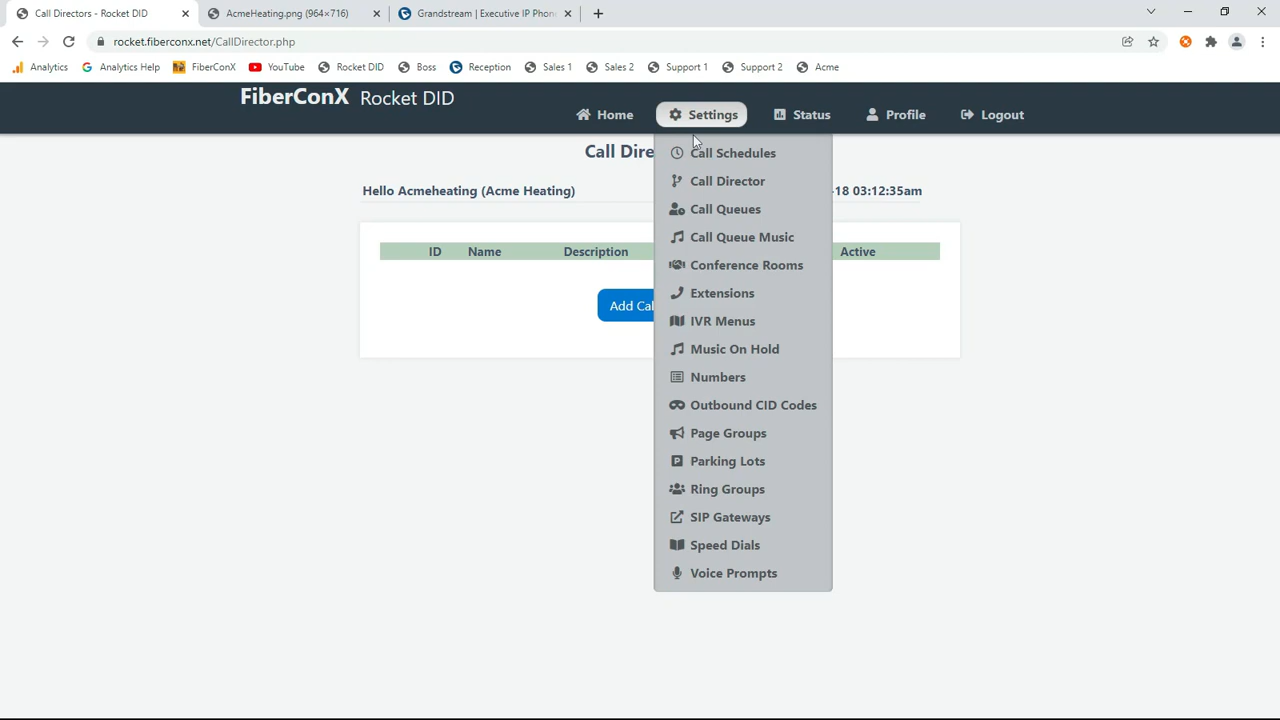 Call Directors - Rocket DID
AcmeHeating.png (964×716)
Grandstream | Executive IP Phon
rocket.fiberconx.net/CallDirector.php
Analytics
Analytics Help
FiberConX
YouTube
Rocket DID
Boss
Reception
Sales 1
Sales 2
Support 1
Support 2
Acme
FiberConX Rocket DID
Home
Settings
Status
Profile
Logout
Call Dire
Hello Acmeheating (Acme Heating)
-18 03:12:35am
ID Name Description Active
Add Cal
Call Schedules
Call Director
Call Queues
Call Queue Music
Conference Rooms
Extensions
IVR Menus
Music On Hold
Numbers
Outbound CID Codes
Page Groups
Parking Lots
Ring Groups
SIP Gateways
Speed Dials
Voice Prompts